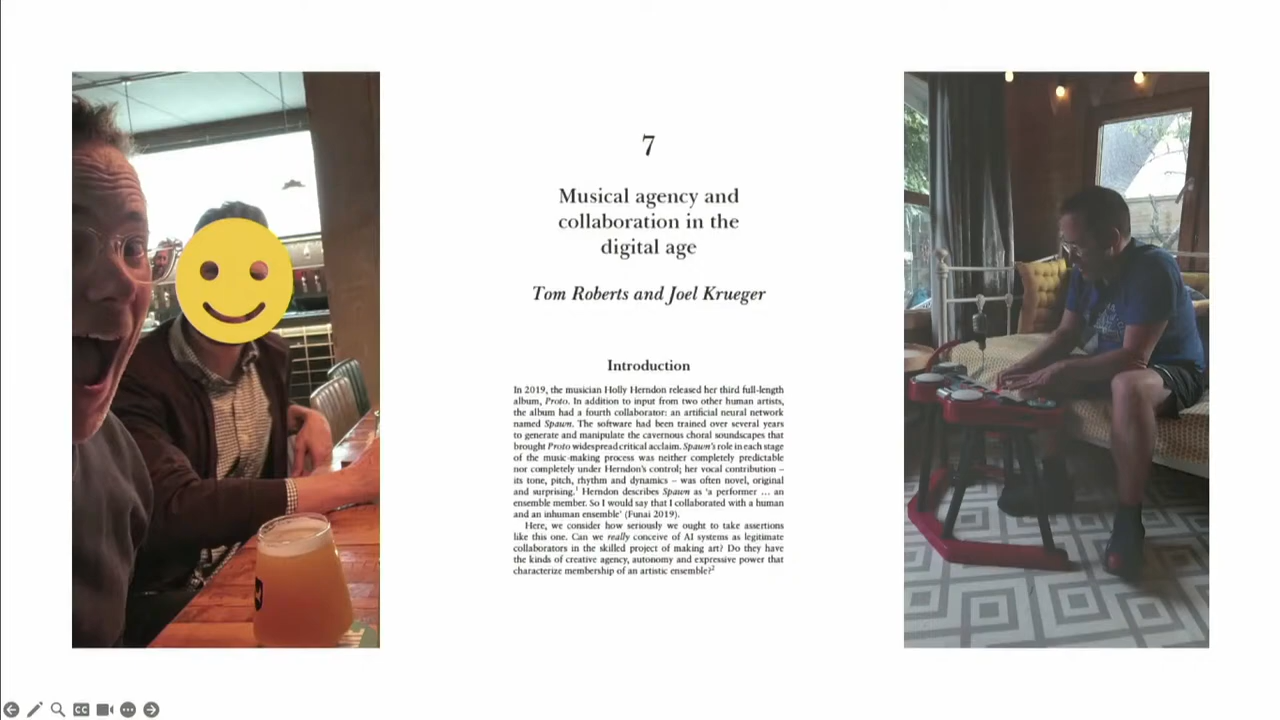 7
Musical agency and
collaboration in the
digital age
Tom Roberts and Joel Krueger
Introduction
In 2019, the musician Holly Herndon released her third full-length
album, Proto. In addition to input from two other human artists,
the album had a fourth collaborator: an artificial neural network
named Spawn. The software had been trained over several years
to generate and manipulate the cavernous choral soundscapes that
brought Proto widespread critical acclaim. Spawn's role in each stage
of the music-making process was neither completely predictable
nor completely under Herndon's control; her vocal contribution –
its tone, pitch, rhythm and dynamics – was often novel, original
and surprising.1 Herndon describes Spawn as 'a performer … an
ensemble member. So I would say that I collaborated with a human
and an inhuman ensemble' (Funai 2019).
Here, we consider how seriously we ought to take assertions
like this one. Can we really conceive of AI systems as legitimate
collaborators in the skilled project of making art? Do they have
the kinds of creative agency, autonomy and expressive power that
characterize membership of an artistic ensemble?2
CC